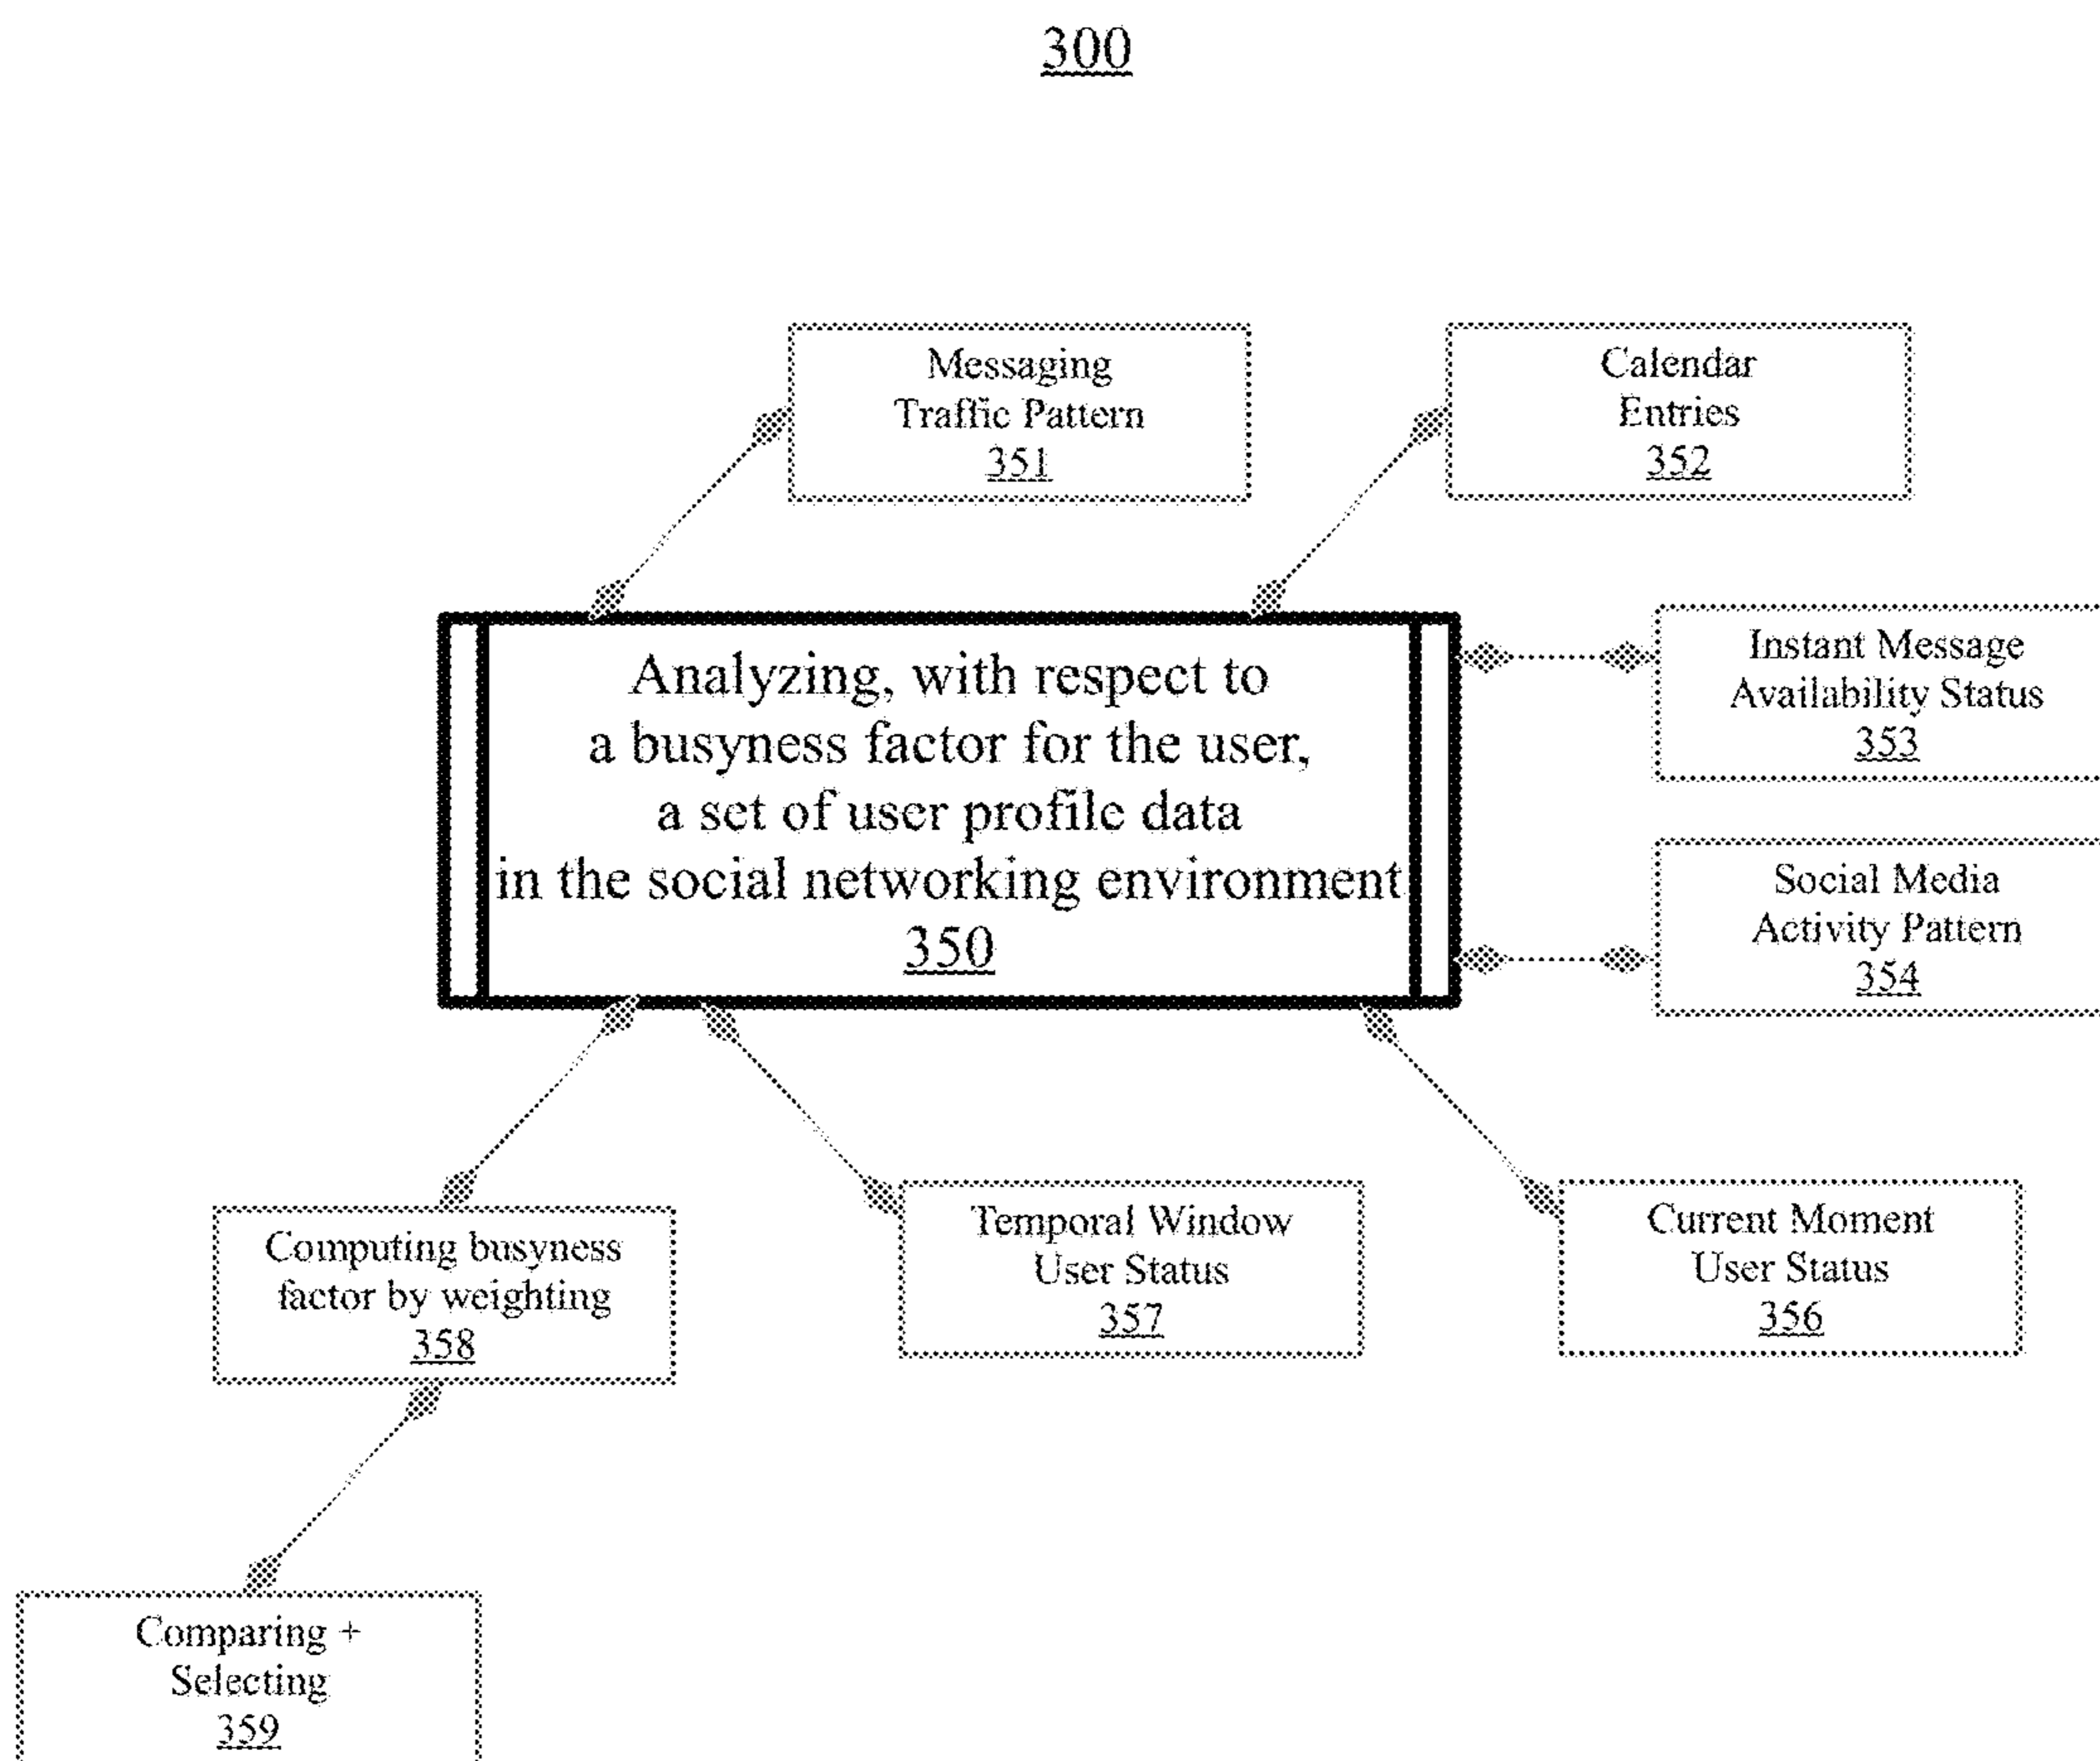 300
Messaging
Traffic Pattern
351
Calendar
Entries
352
Analyzing, with respect to
a busyness factor for the user,
a set of user profile data
in the social networking environment
350
Instant Message
Availability Status
353
Social Media
Activity Pattern
354
Computing busyness
factor by weighting
358
Temporal Window
User Status
357
Current Moment
User Status
356
Comparing +
Selecting
359